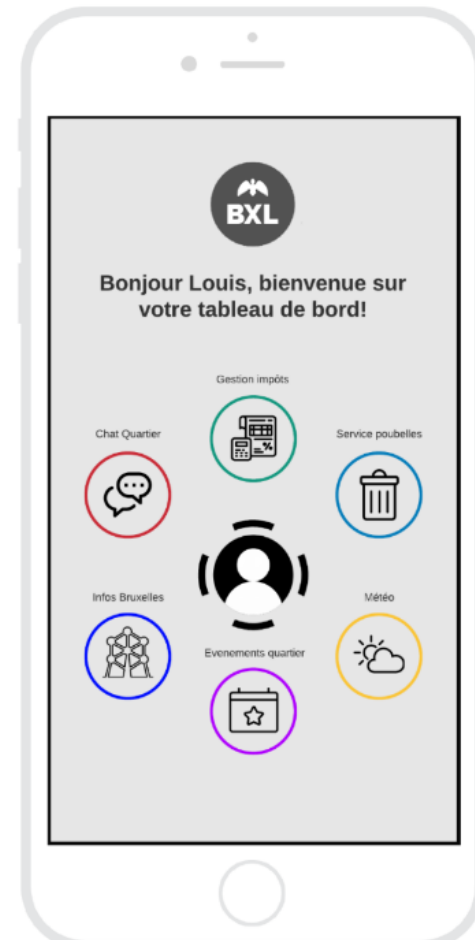 BXL
Bonjour Louis, bienvenue sur
votre tableau de bord!
Gestion impôts
Chat Quartier
Service poubelles
Infos Bruxelles
Météo
Evenements quartier